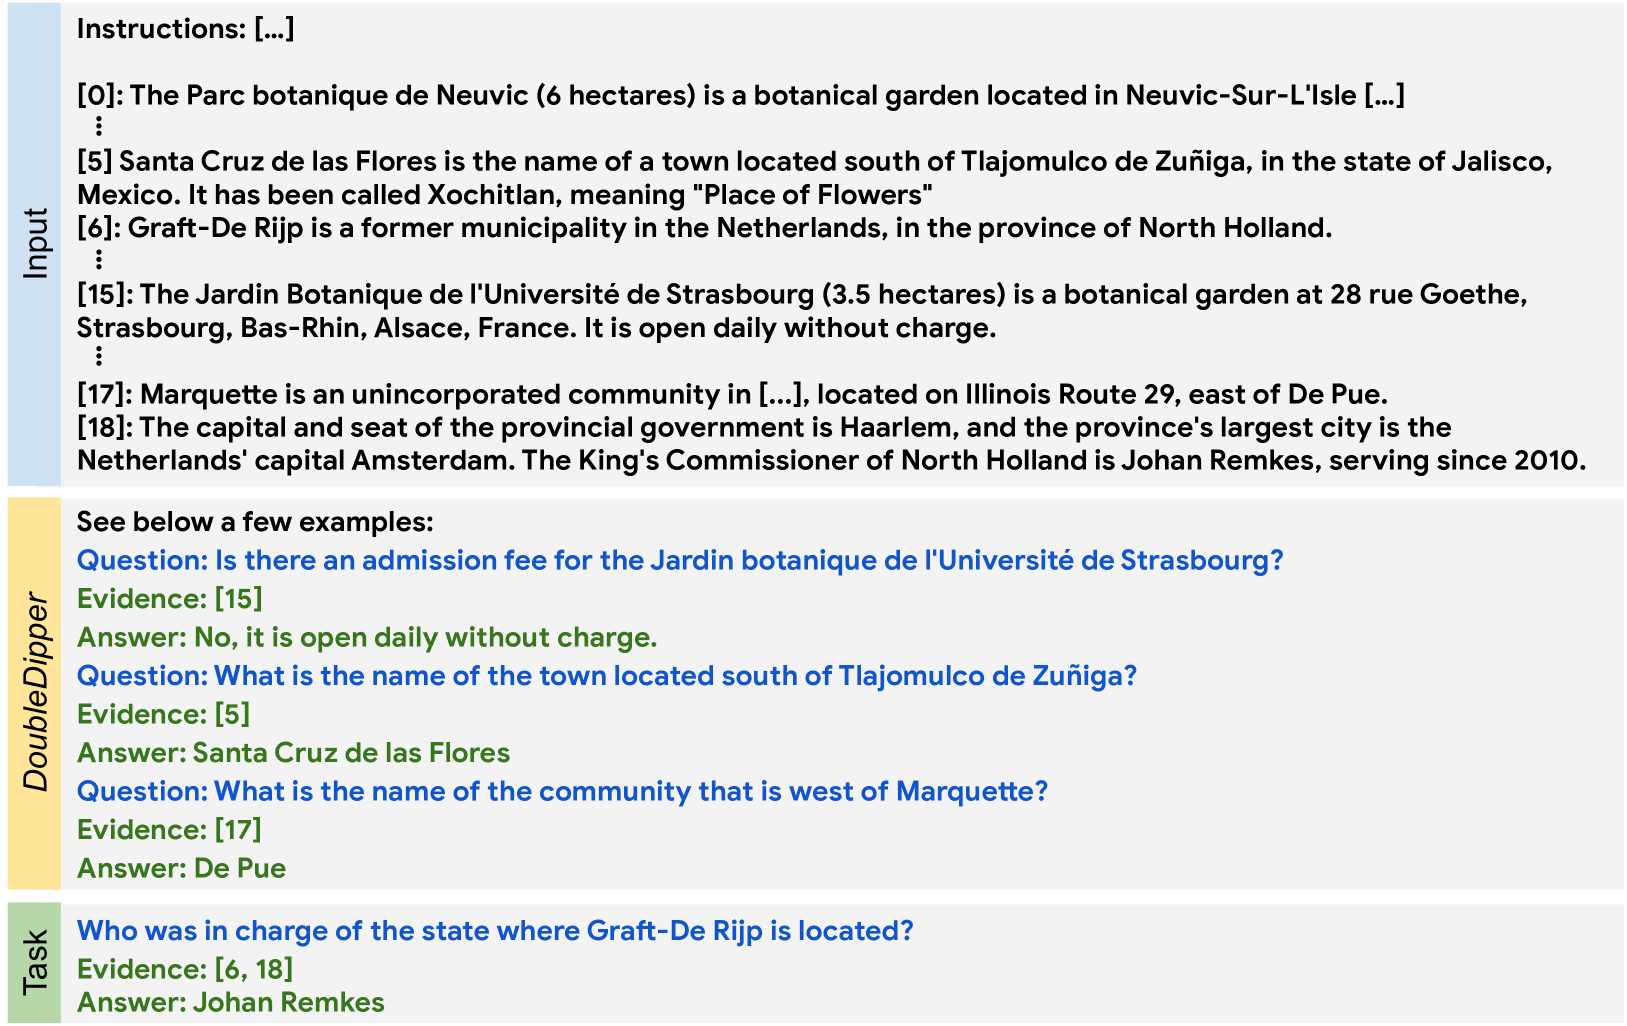 Input
Instructions: [...]
[0]: The Parc botanique de Neuvic (6 hectares) is a botanical garden located in Neuvic-Sur-L'Isle [...]
⋮
[5] Santa Cruz de las Flores is the name of a town located south of Tlajomulco de Zuñiga, in the state of Jalisco,
Mexico. It has been called Xochitlan, meaning "Place of Flowers"
[6]: Graft-De Rijp is a former municipality in the Netherlands, in the province of North Holland.
⋮
[15]: The Jardin Botanique de l'Université de Strasbourg (3.5 hectares) is a botanical garden at 28 rue Goethe,
Strasbourg, Bas-Rhin, Alsace, France. It is open daily without charge.
⋮
[17]: Marquette is an unincorporated community in [...], located on Illinois Route 29, east of De Pue.
[18]: The capital and seat of the provincial government is Haarlem, and the province's largest city is the
Netherlands' capital Amsterdam. The King's Commissioner of North Holland is Johan Remkes, serving since 2010.
DoubleDipper
See below a few examples:
Question: Is there an admission fee for the Jardin botanique de l'Université de Strasbourg?
Evidence: [15]
Answer: No, it is open daily without charge.
Question: What is the name of the town located south of Tlajomulco de Zuñiga?
Evidence: [5]
Answer: Santa Cruz de las Flores
Question: What is the name of the community that is west of Marquette?
Evidence: [17]
Answer: De Pue
Task
Who was in charge of the state where Graft-De Rijp is located?
Evidence: [6, 18]
Answer: Johan Remkes